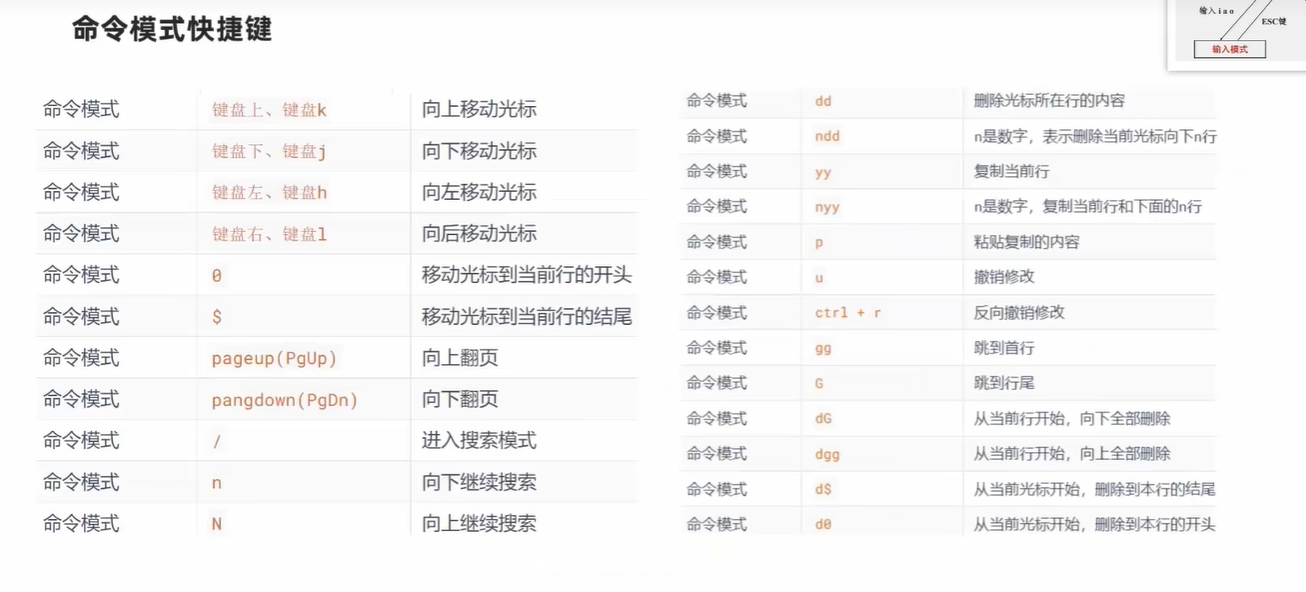 命令模式快捷键
输入iao
ESC键
输入模式
命令模式 键盘上、键盘k 向上移动光标
命令模式 键盘下、键盘j 向下移动光标
命令模式 键盘左、键盘h 向左移动光标
命令模式 键盘右、键盘l 向后移动光标
命令模式 0 移动光标到当前行的开头
命令模式 $ 移动光标到当前行的结尾
命令模式 pageup(PgUp) 向上翻页
命令模式 pangdown(PgDn) 向下翻页
命令模式 / 进入搜索模式
命令模式 n 向下继续搜索
命令模式 N 向上继续搜索
命令模式 dd 删除光标所在行的内容
命令模式 ndd n是数字，表示删除当前光标向下n行
命令模式 yy 复制当前行
命令模式 nyy n是数字，复制当前行和下面的n行
命令模式 p 粘贴复制的内容
命令模式 u 撤销修改
命令模式 ctrl + r 反向撤销修改
命令模式 gg 跳到首行
命令模式 G 跳到行尾
命令模式 dG 从当前行开始，向下全部删除
命令模式 dgg 从当前行开始，向上全部删除
命令模式 d$ 从当前光标开始，删除到本行的结尾
命令模式 d0 从当前光标开始，删除到本行的开头